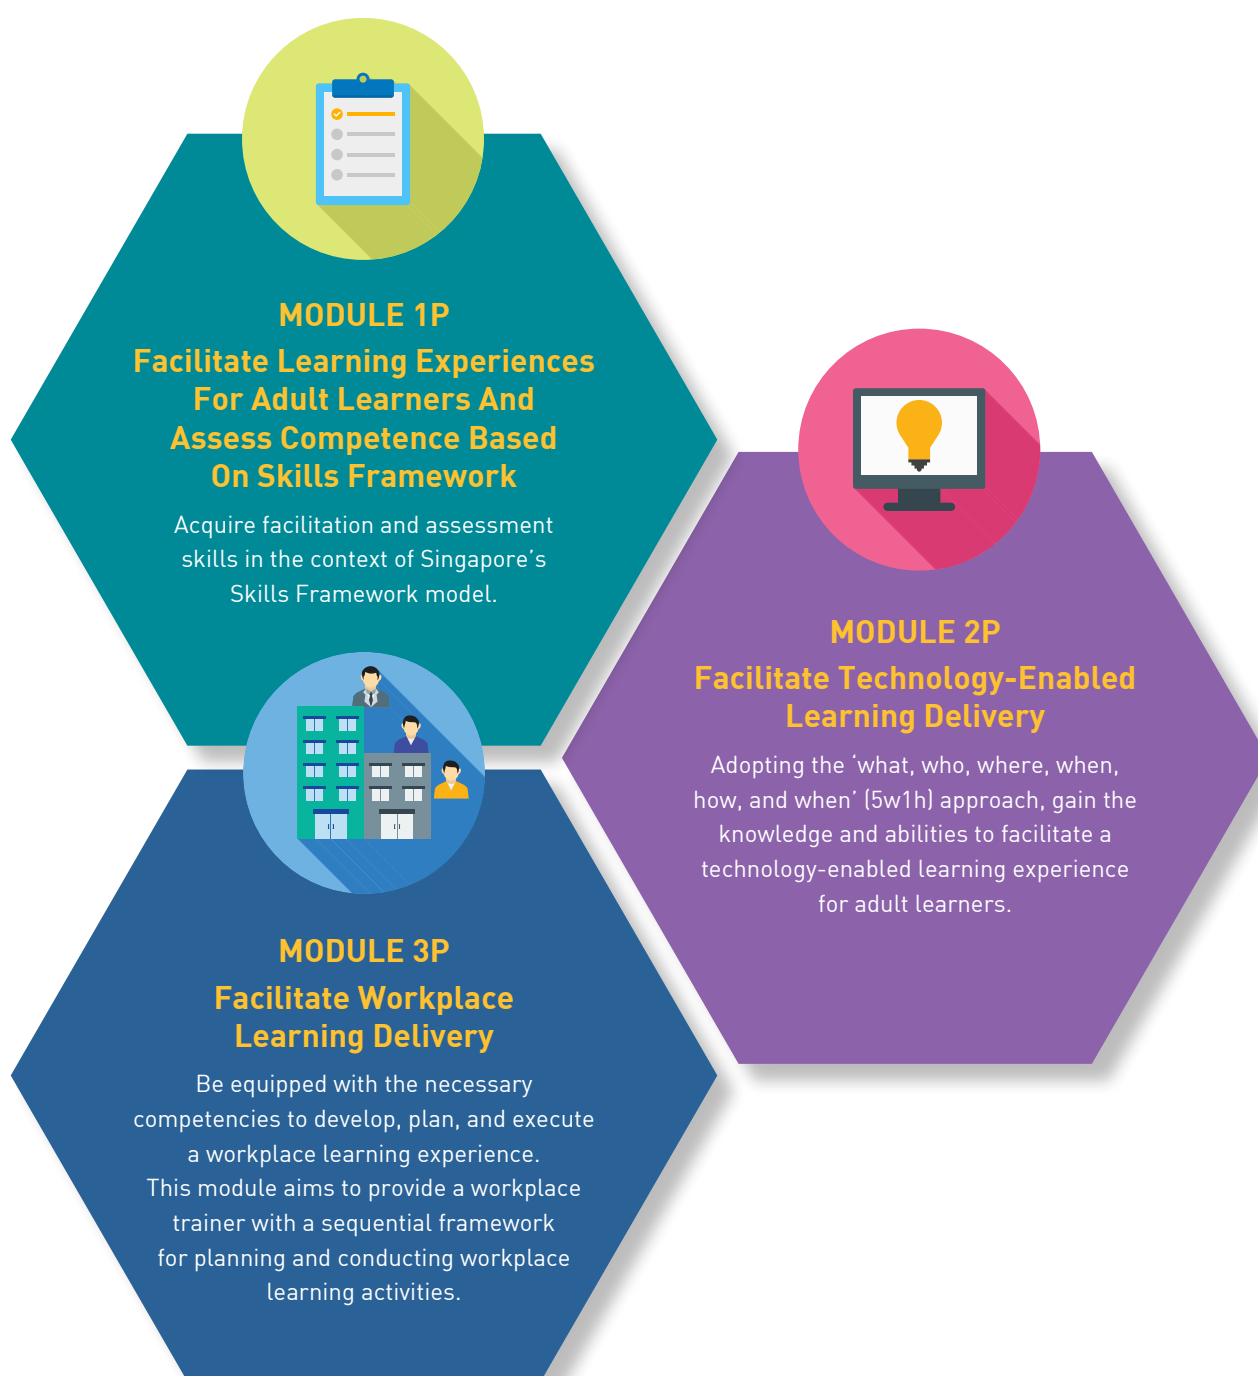 MODULE 1P
Facilitate Learning Experiences
For Adult Learners And
Assess Competence Based
On Skills Framework
Acquire facilitation and assessment
skills in the context of Singapore’s
Skills Framework model.
MODULE 2P
Facilitate Technology-Enabled
Learning Delivery
Adopting the ‘what, who, where, when,
how, and when’ (5w1h) approach, gain the
knowledge and abilities to facilitate a
technology-enabled learning experience
for adult learners.
MODULE 3P
Facilitate Workplace
Learning Delivery
Be equipped with the necessary
competencies to develop, plan, and execute
a workplace learning experience.
This module aims to provide a workplace
trainer with a sequential framework
for planning and conducting workplace
learning activities.